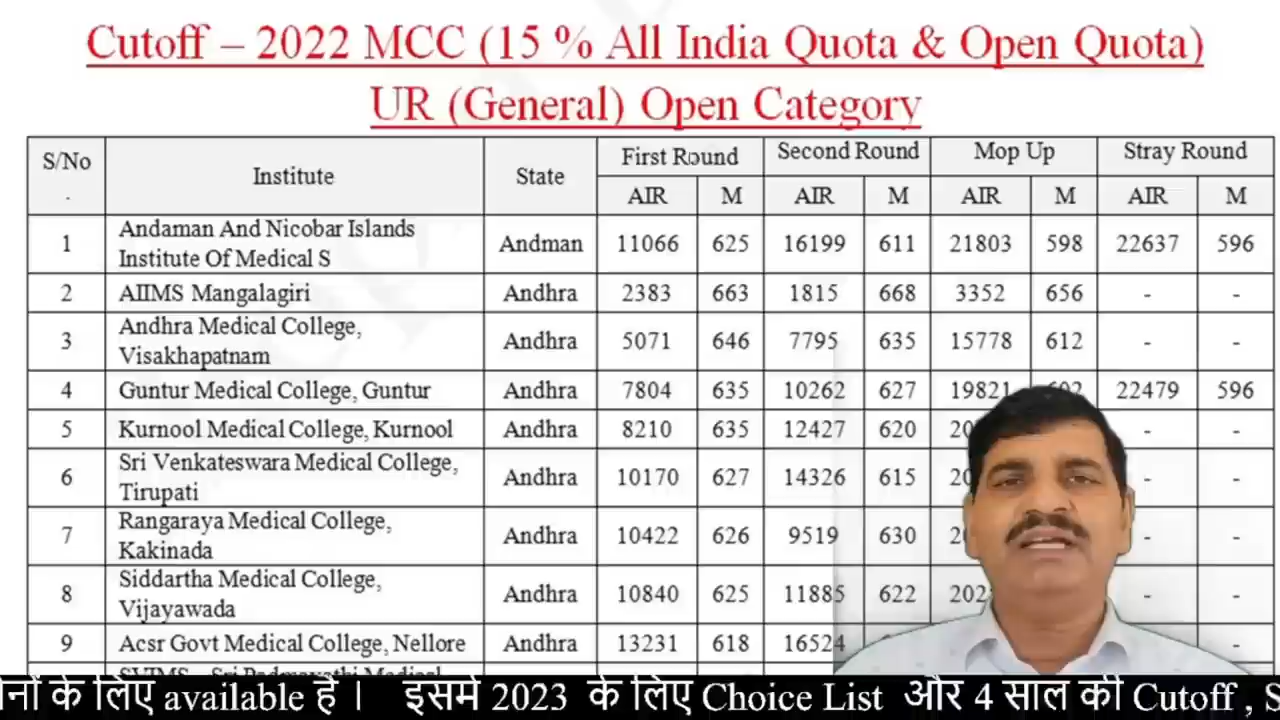 Cutoff – 2022 MCC (15 % All India Quota & Open Quota)
UR (General) Open Category
S/No . Institute State First Round Second Round Mop Up Stray Round
AIR M AIR M AIR M AIR M
1 Andaman And Nicobar Islands Institute Of Medical S Andman 11066 625 16199 611 21803 598 22637 596
2 AIIMS Mangalagiri Andhra 2383 663 1815 668 3352 656 - -
3 Andhra Medical College, Visakhapatnam Andhra 5071 646 7795 635 15778 612 - -
4 Guntur Medical College, Guntur Andhra 7804 635 10262 627 19821 22479 596
5 Kurnool Medical College, Kurnool Andhra 8210 635 12427 620 - -
6 Sri Venkateswara Medical College, Tirupati Andhra 10170 627 14326 615 - -
7 Rangaraya Medical College, Kakinada Andhra 10422 626 9519 630 - -
8 Siddartha Medical College, Vijayawada Andhra 10840 625 11885 622 - -
9 Acsr Govt Medical College, Nellore Andhra 13231 618 16524 -
के लिए available है । इसमें 2023 के लिए Choice List और 4 साल की Cutoff ,